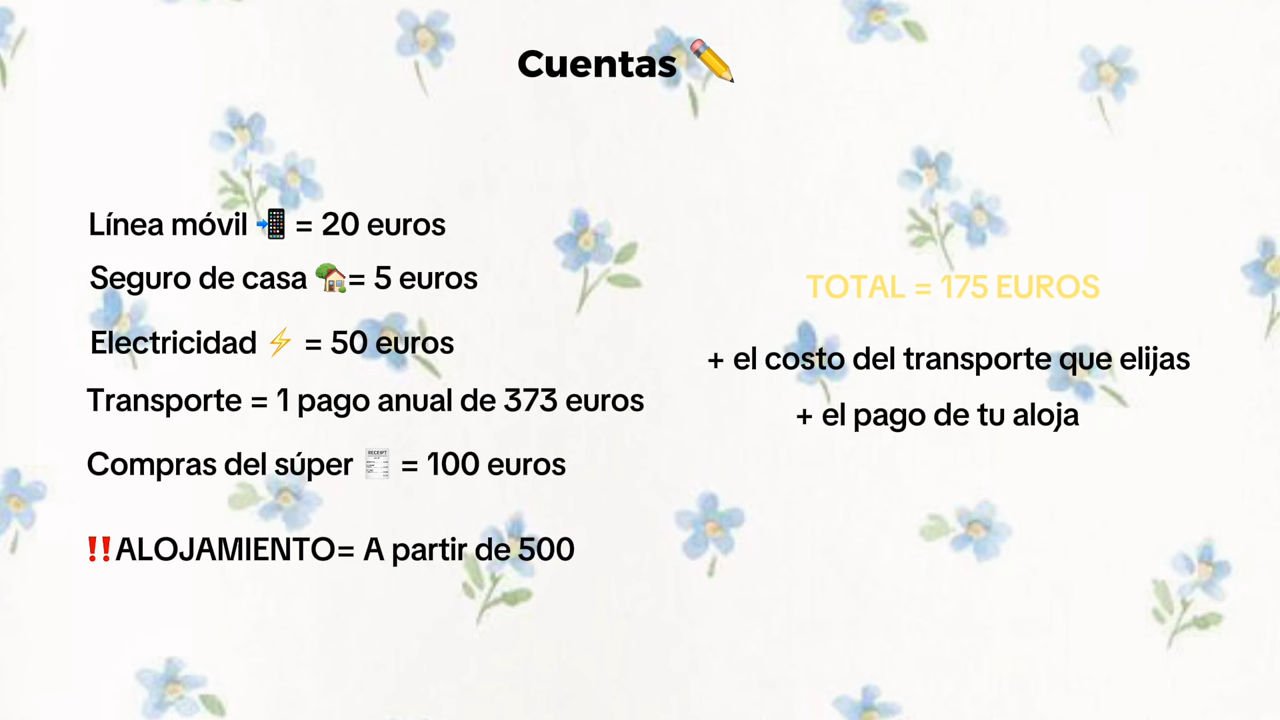 Cuentas ✏️
Línea móvil 📲 = 20 euros
Seguro de casa 🏡= 5 euros
Electricidad ⚡ = 50 euros
Transporte = 1 pago anual de 373 euros
Compras del súper 🧾 = 100 euros
‼️ALOJAMIENTO= A partir de 500
TOTAL = 175 EUROS
+ el costo del transporte que elijas
+ el pago de tu aloja